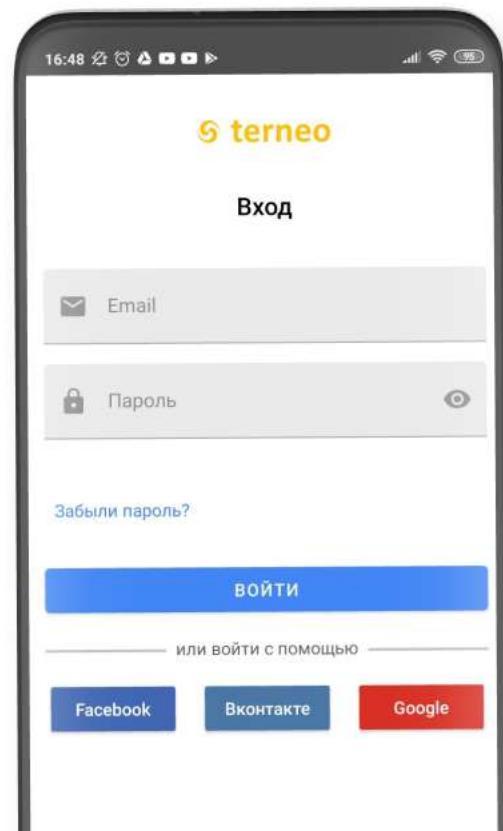 16:48
95
terneo
Вход
Email
Пароль
Забыли пароль?
ВОЙТИ
или войти с помощью
Facebook
Вконтакте
Google